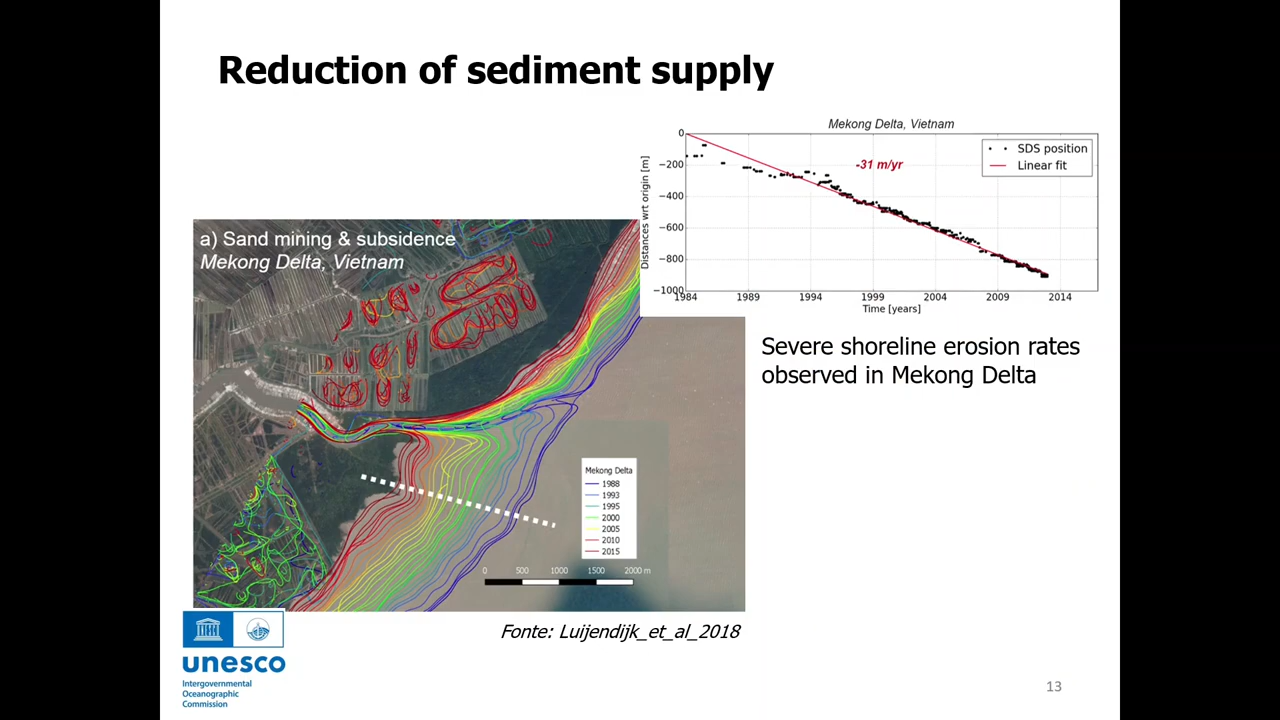 Reduction of sediment supply
Mekong Delta, Vietnam
0
−200
−400
−600
−800
−1000
Distances wrt origin [m]
-31 m/yr
SDS position
Linear fit
1984
1989
1994
1999
2004
2009
2014
Time [years]
a) Sand mining & subsidence
Mekong Delta, Vietnam
Severe shoreline erosion rates
observed in Mekong Delta
Mekong Delta
1988
1993
1995
2000
2005
2010
2015
0 500 1000 1500 2000 m
Fonte: Luijendijk_et_al_2018
unesco
Intergovernmental
Oceanographic
Commission
13